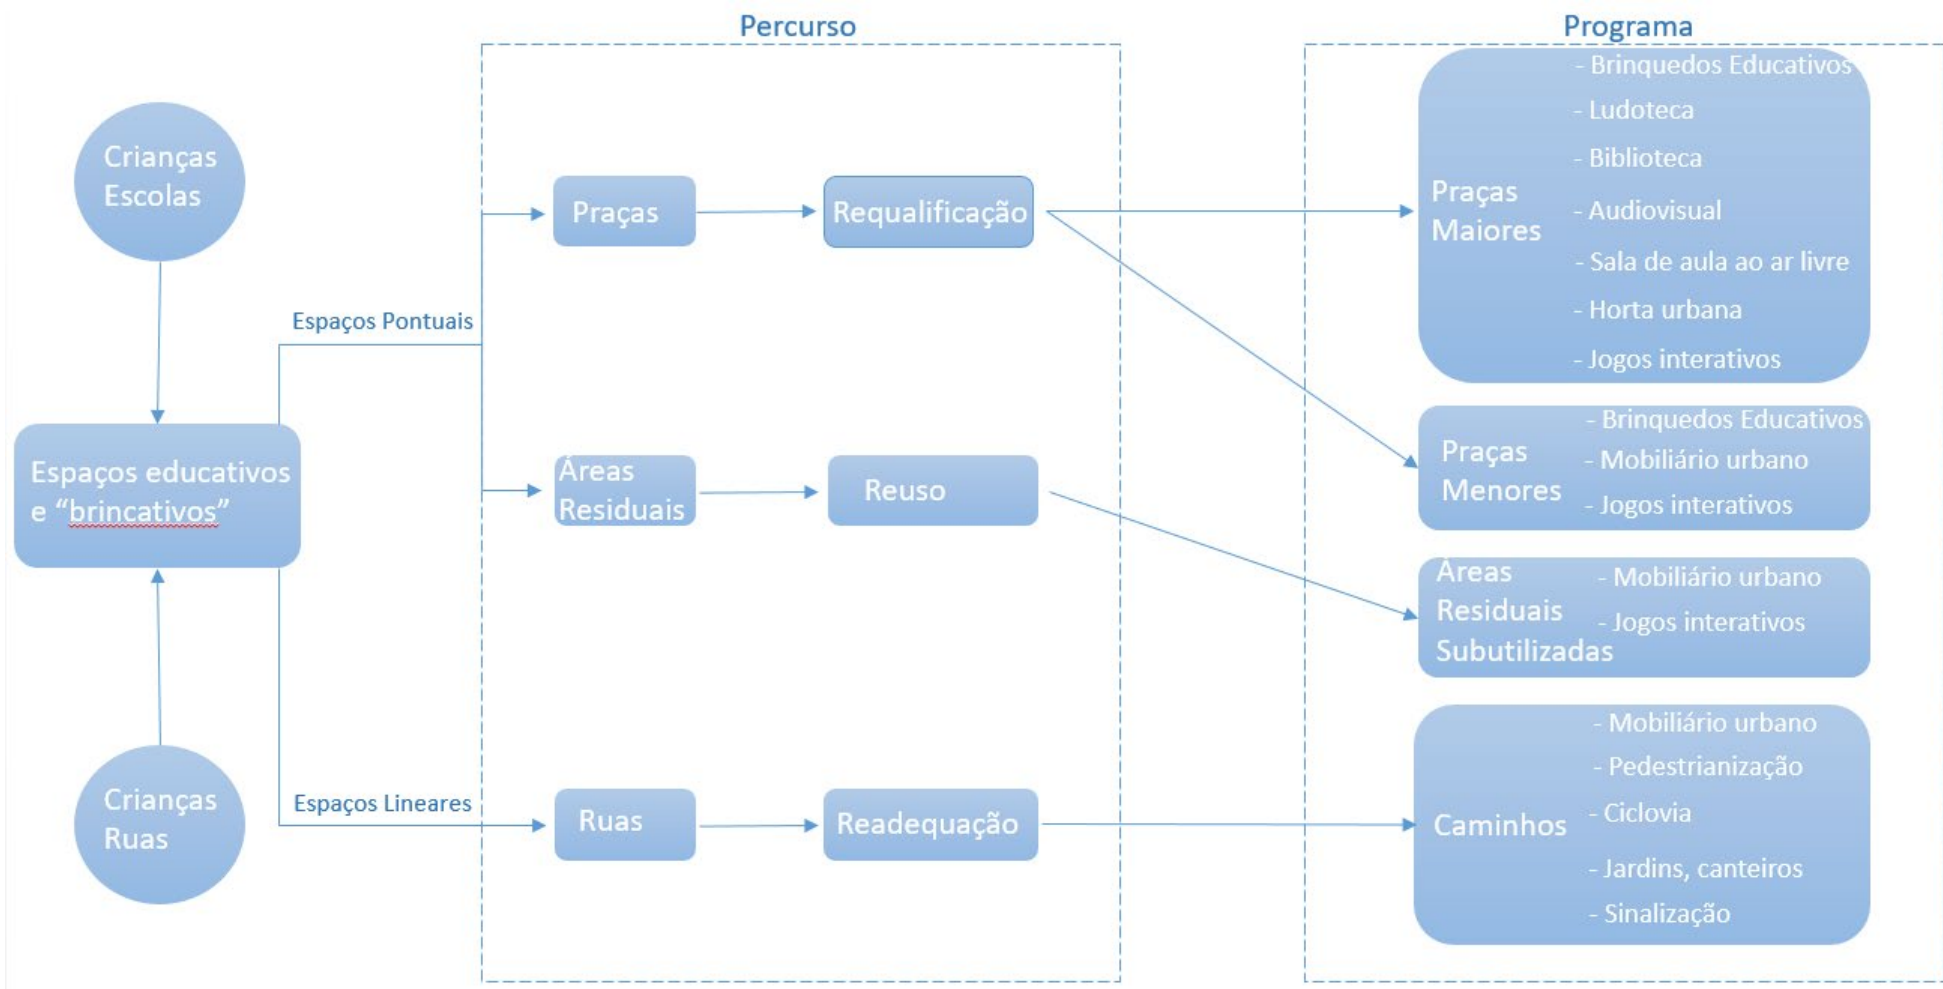 Percurso
Programa
Crianças
Escolas
Espaços educativos
e “brincativos”
Crianças
Ruas
Espaços Pontuais
Espaços Lineares
Praças
Requalificação
Áreas
Residuais
Reuso
Ruas
Readequação
Praças
Maiores
- Brinquedos Educativos
- Ludoteca
- Biblioteca
- Audiovisual
- Sala de aula ao ar livre
- Horta urbana
- Jogos interativos
Praças
Menores
- Brinquedos Educativos
- Mobiliário urbano
- Jogos interativos
Áreas
Residuais
Subutilizadas
- Mobiliário urbano
- Jogos interativos
Caminhos
- Mobiliário urbano
- Pedestrianização
- Ciclovia
- Jardins, canteiros
- Sinalização